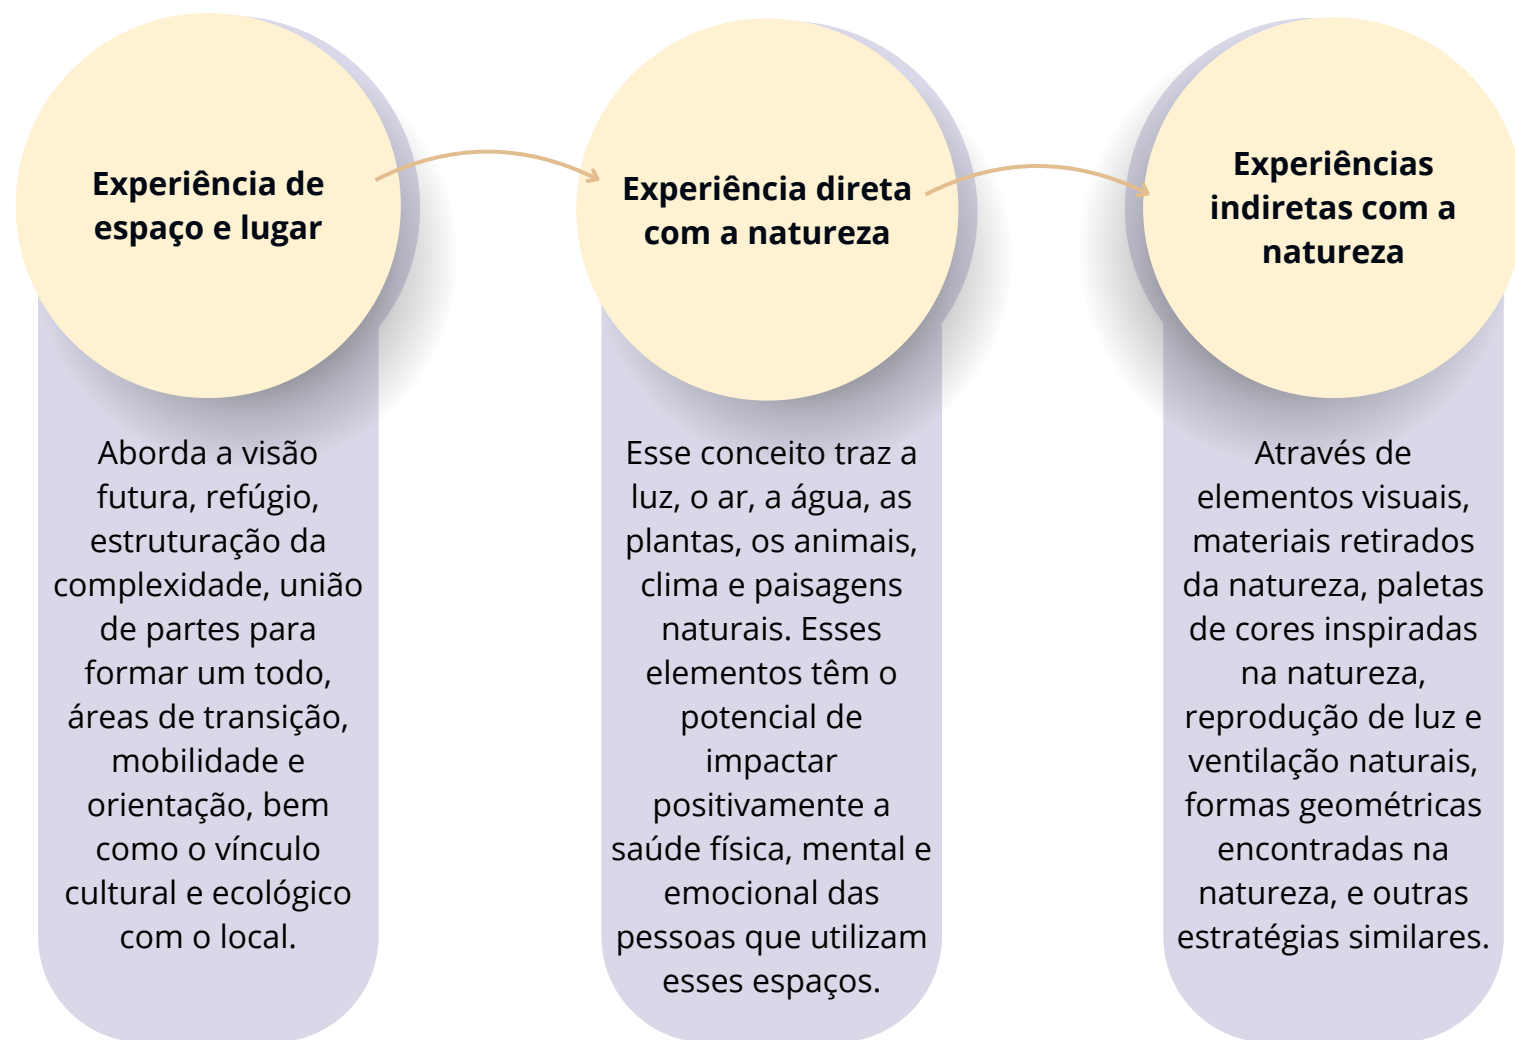 Experiência de
espaço e lugar
Aborda a visão
futura, refúgio,
estruturação da
complexidade, união
de partes para
formar um todo,
áreas de transição,
mobilidade e
orientação, bem
como o vínculo
cultural e ecológico
com o local.
Experiência direta
com a natureza
Esse conceito traz a
luz, o ar, a água, as
plantas, os animais,
clima e paisagens
naturais. Esses
elementos têm o
potencial de
impactar
positivamente a
saúde física, mental e
emocional das
pessoas que utilizam
esses espaços.
Experiências
indiretas com a
natureza
Através de
elementos visuais,
materiais retirados
da natureza, paletas
de cores inspiradas
na natureza,
reprodução de luz e
ventilação naturais,
formas geométricas
encontradas na
natureza, e outras
estratégias similares.